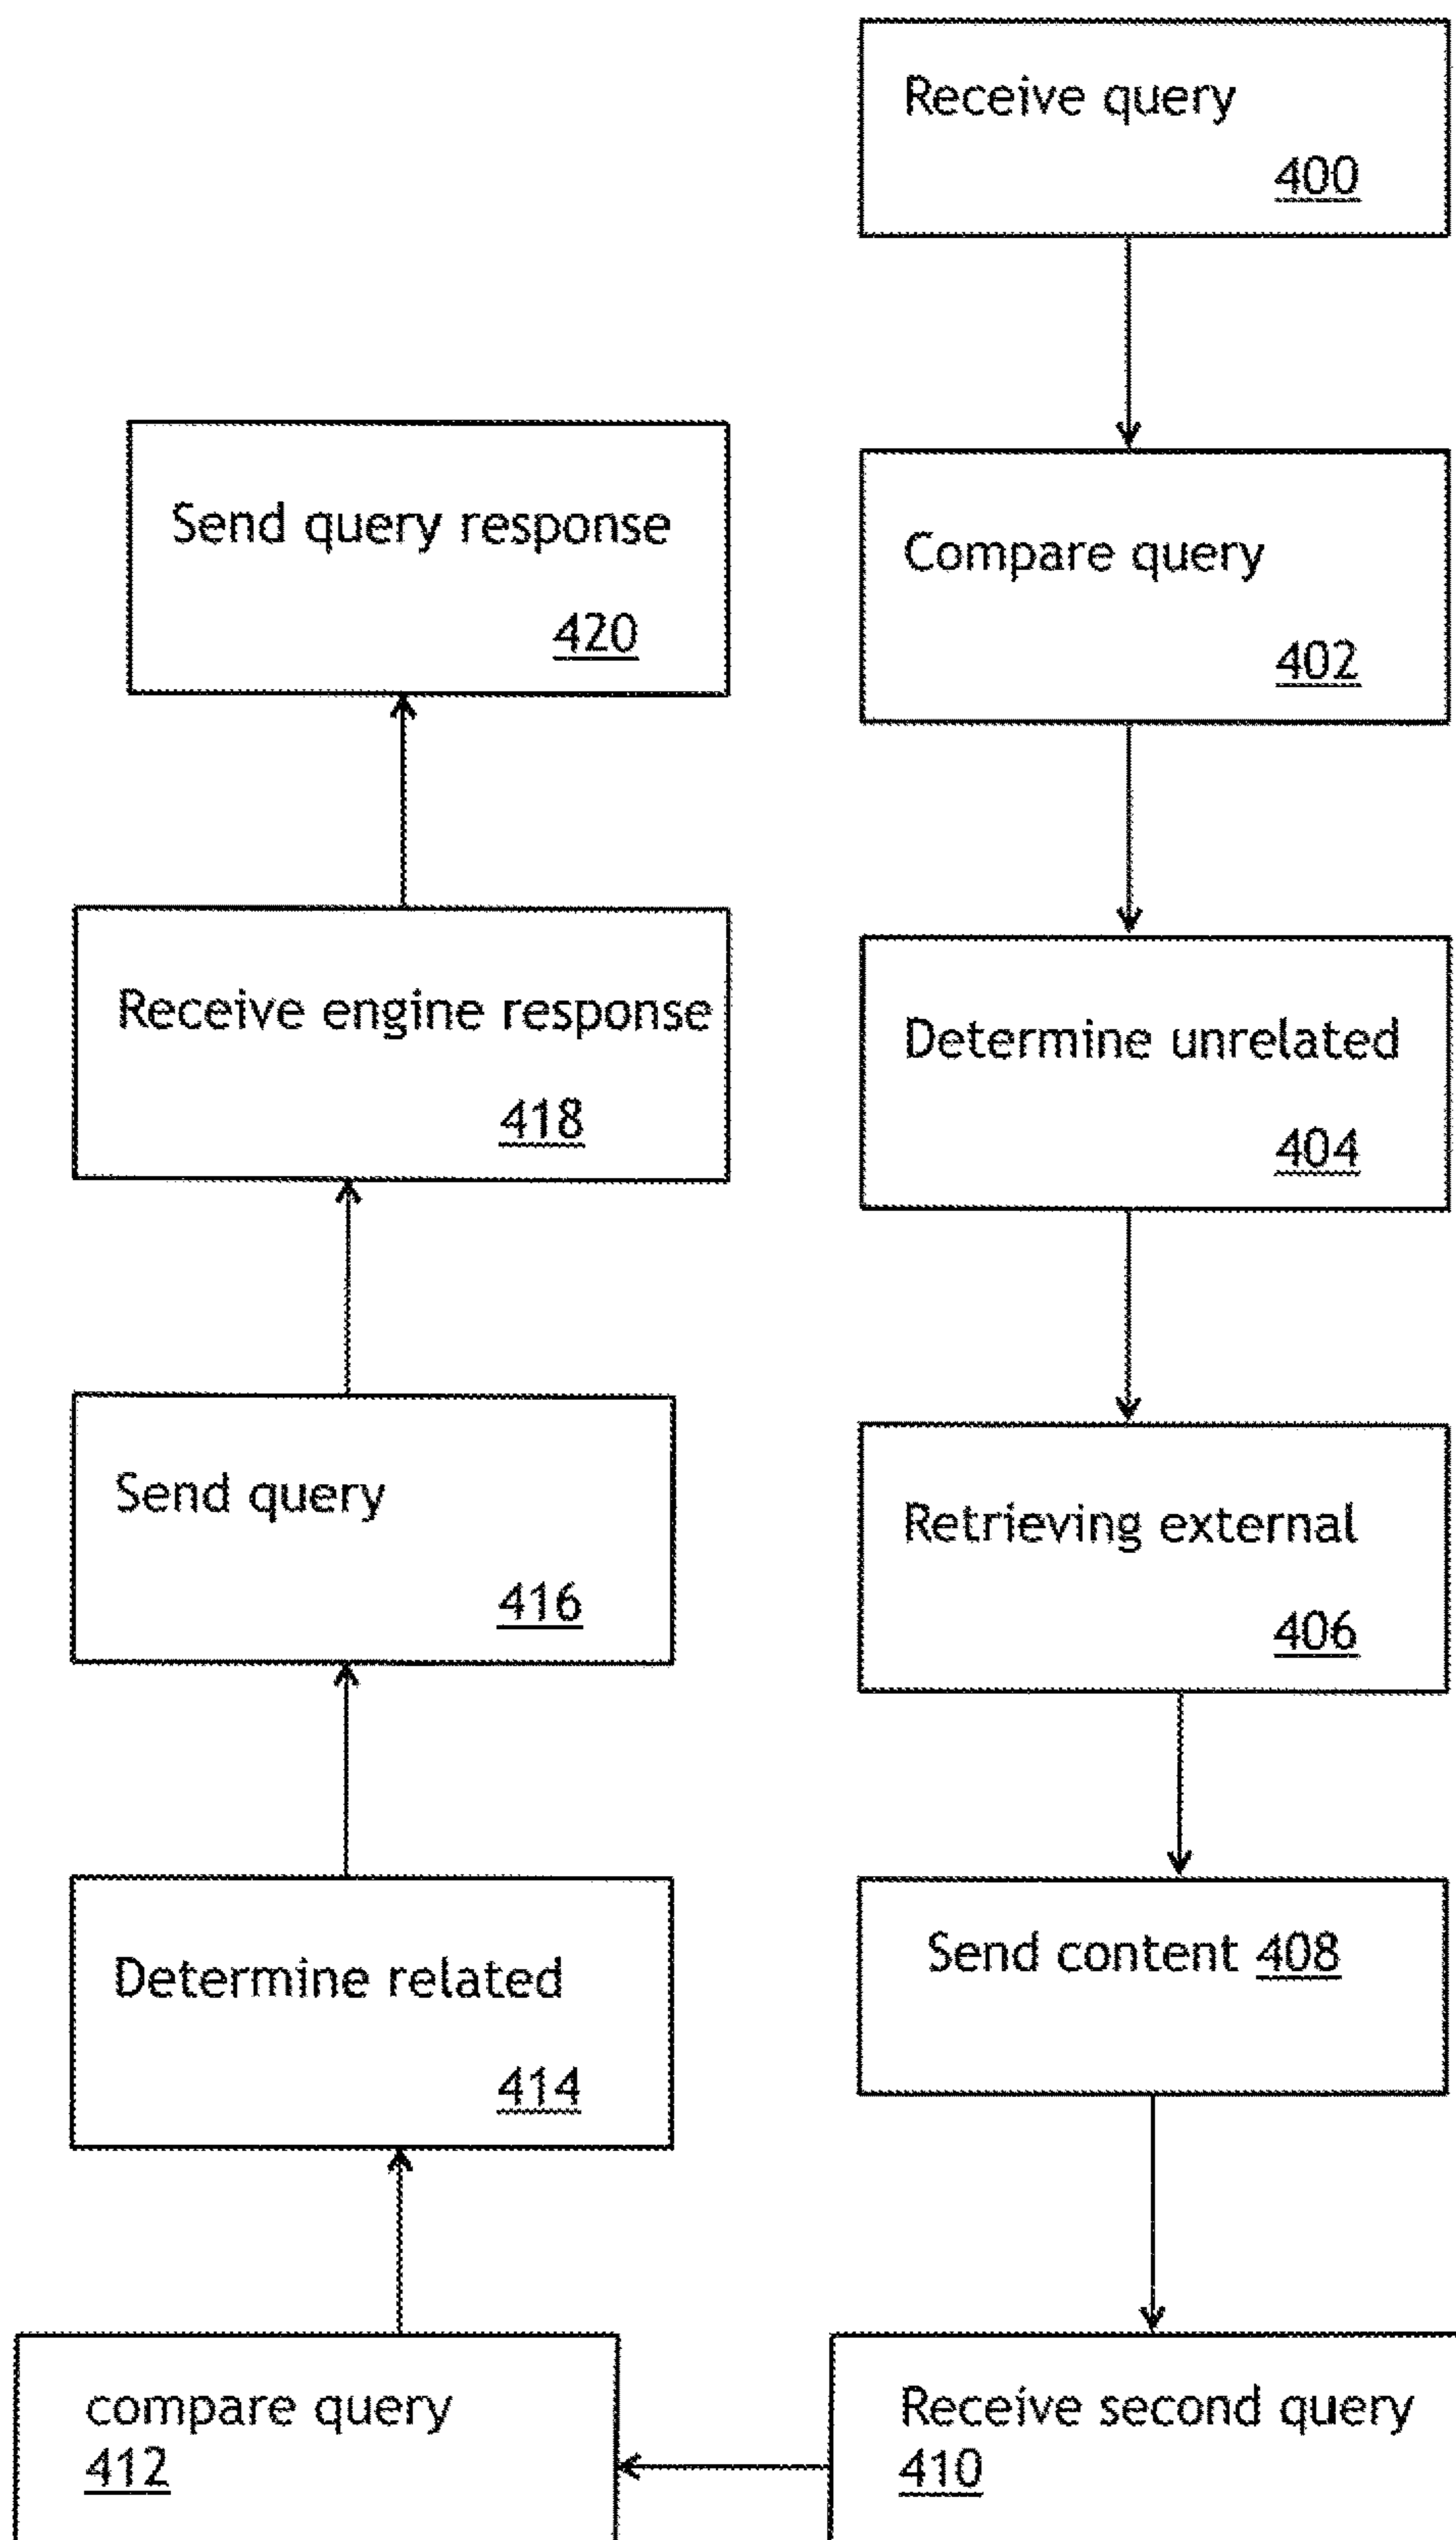 Receive query
400
Compare query
402
Determine unrelated
404
Retrieving external
406
Send content 408
Receive second query
410
compare query
412
Determine related
414
Send query
416
Receive engine response
418
Send query response
420